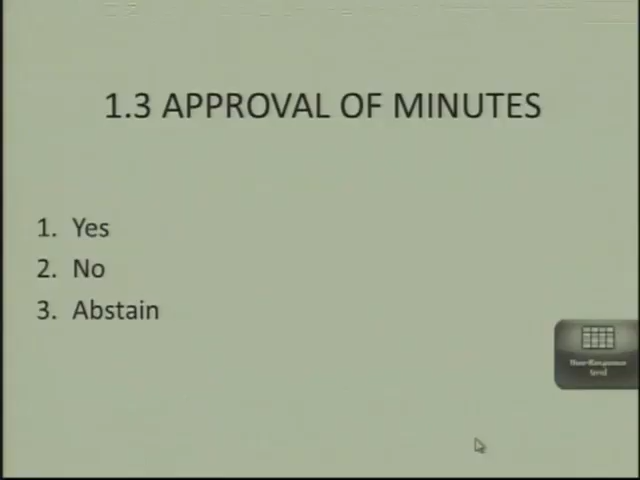 1.3 APPROVAL OF MINUTES
1. Yes
2. No
3. Abstain